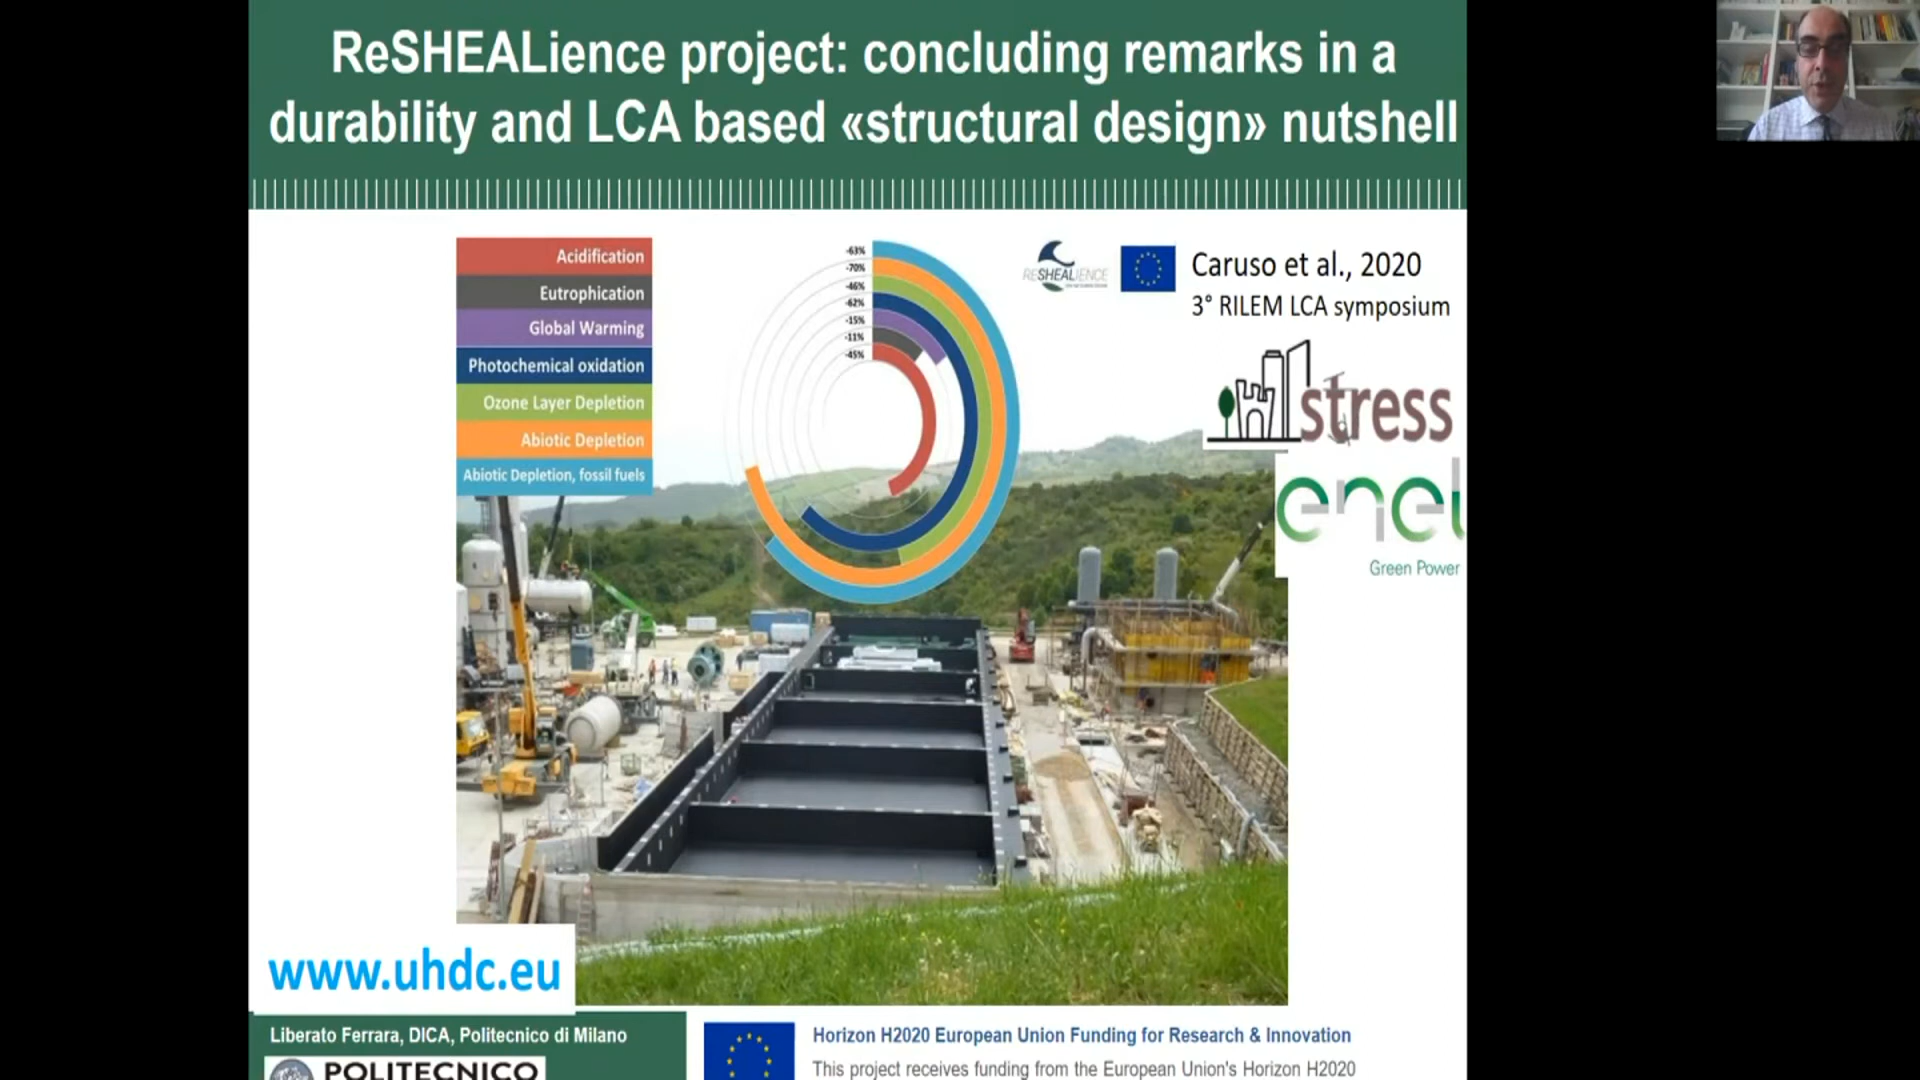 ReSHEALience project: concluding remarks in a
durability and LCA based «structural design» nutshell
Acidification
Eutrophication
Global Warming
Photochemical oxidation
Ozone Layer Depletion
Abiotic Depletion
Abiotic Depletion, fossil fuels
-63%
-70%
-46%
-62%
-15%
-11%
-45%
RESHEALIENCE
Caruso et al., 2020
3° RILEM LCA symposium
stress
enel
Green Power
www.uhdc.eu
Liberato Ferrara, DICA, Politecnico di Milano
POLITECNICO
Horizon H2020 European Union Funding for Research & Innovation
This project receives funding from the European Union's Horizon H2020